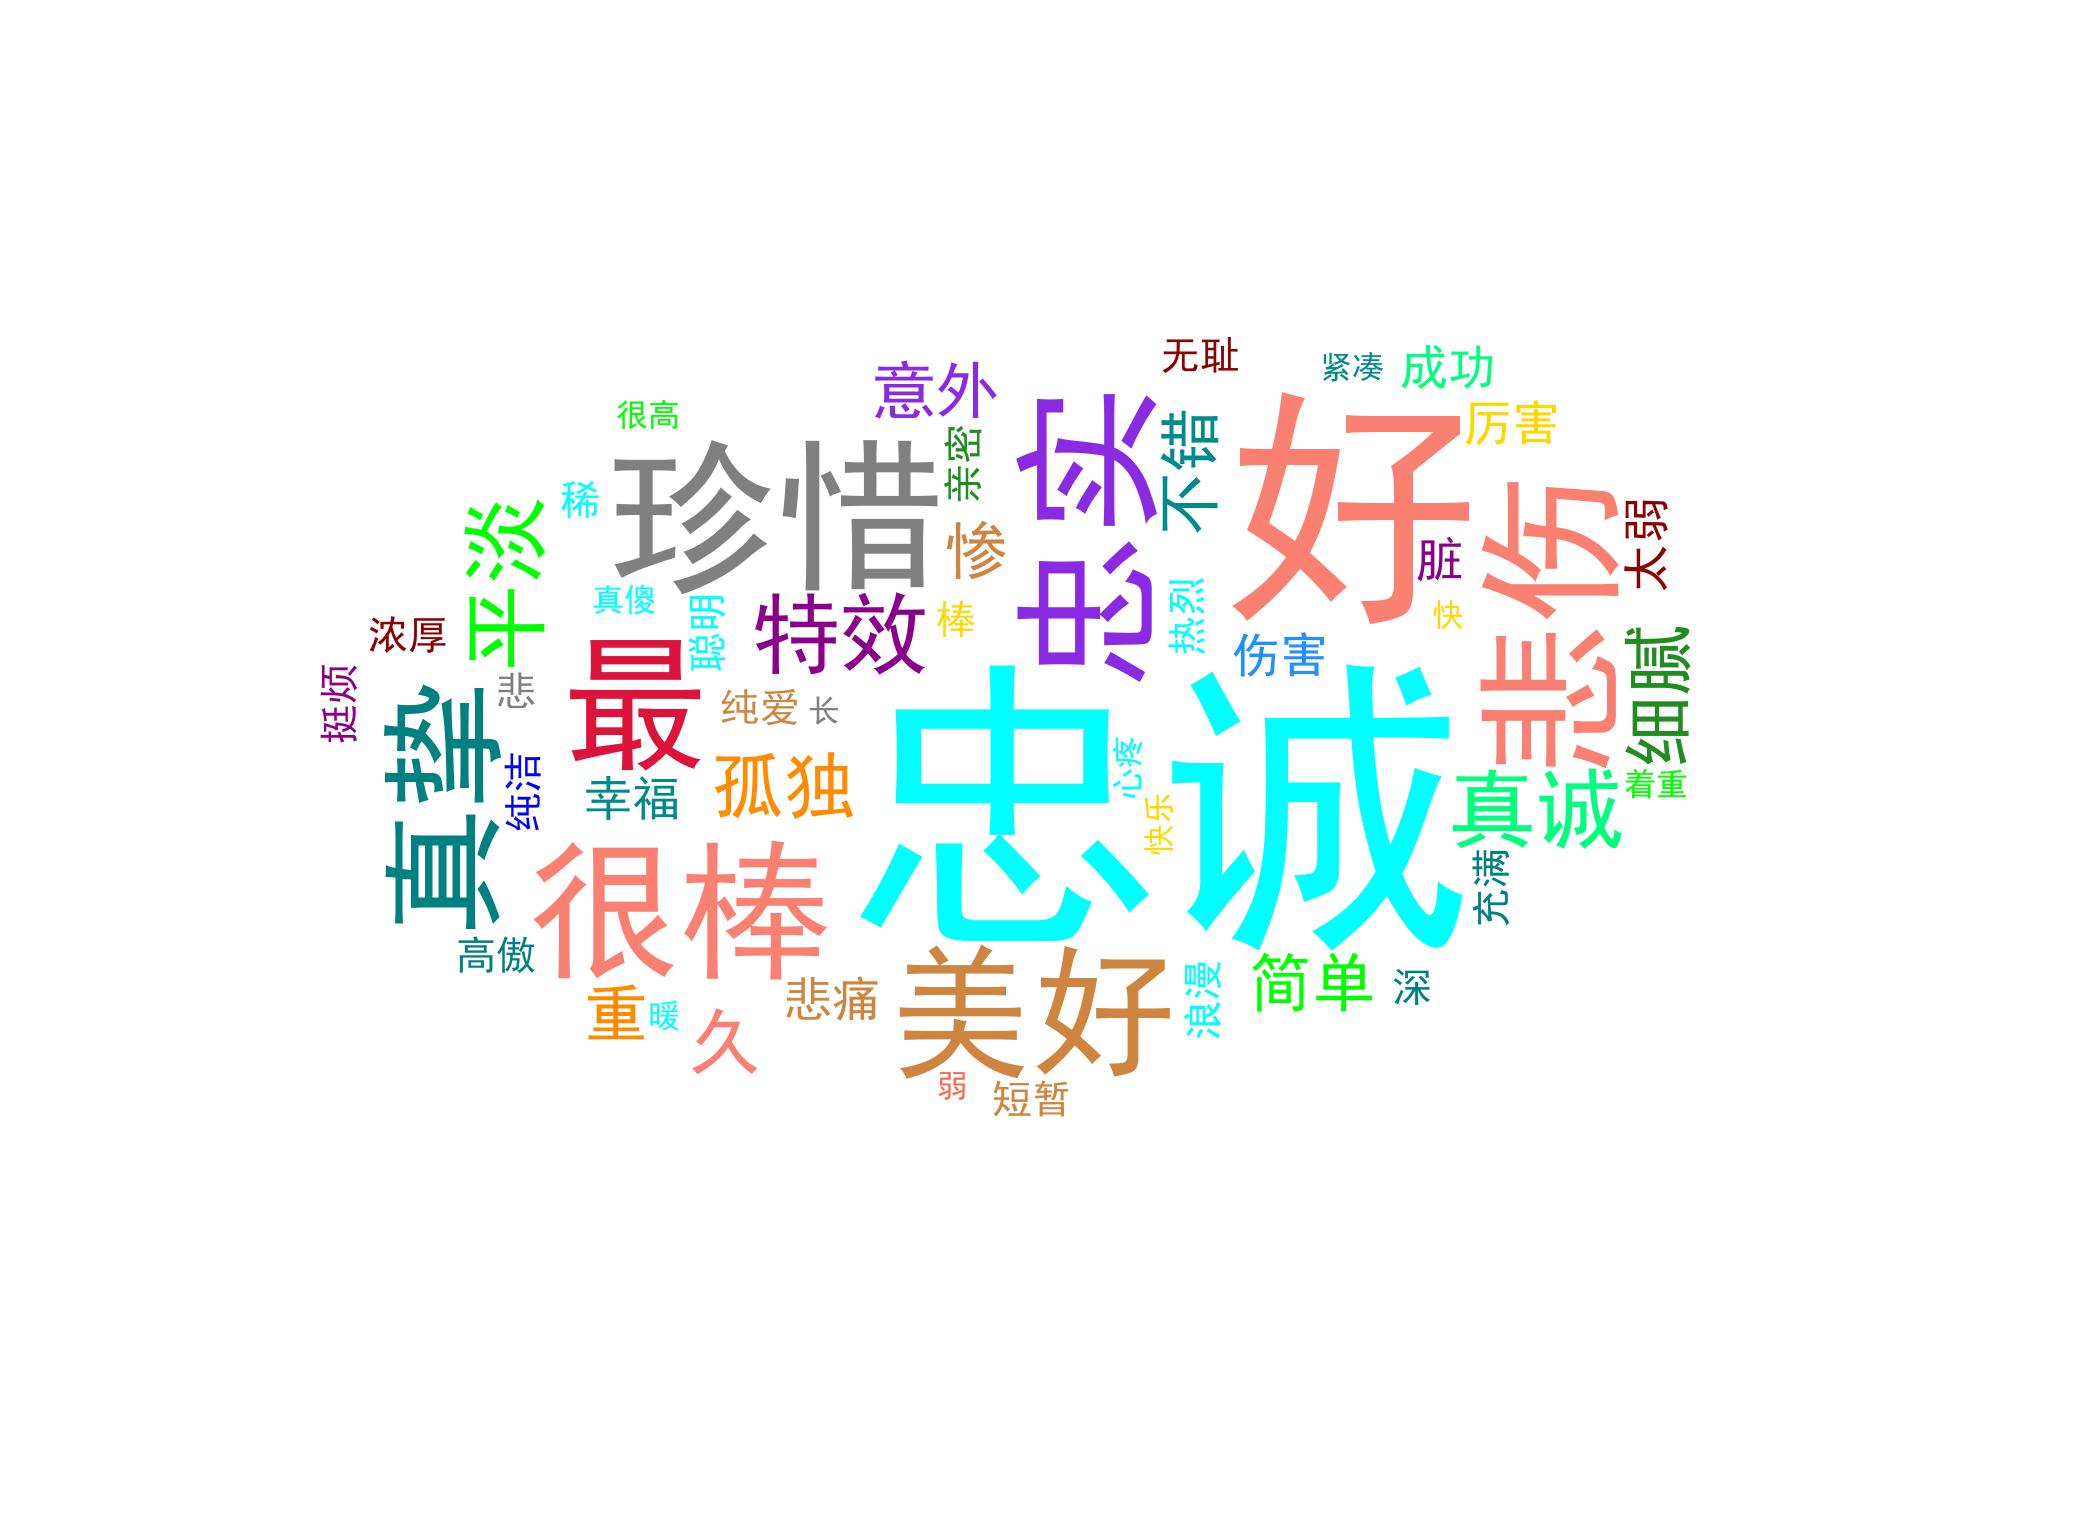 无耻
紧凑
成功
意外
很高
厉害
珍惜
亲密
忠实
不错
好
稀
惨
脏
悲伤
太弱
平淡
真傻
聪明
特效
棒
热烈
快
浓厚
伤害
细腻
挺烦
悲
最
纯爱
长
真挚
纯洁
幸福
孤独
忠诚
心疼
快乐
真诚
着重
很棒
充满
高傲
重
暖
久
悲痛
美好
浪漫
简单
深
弱
短暂